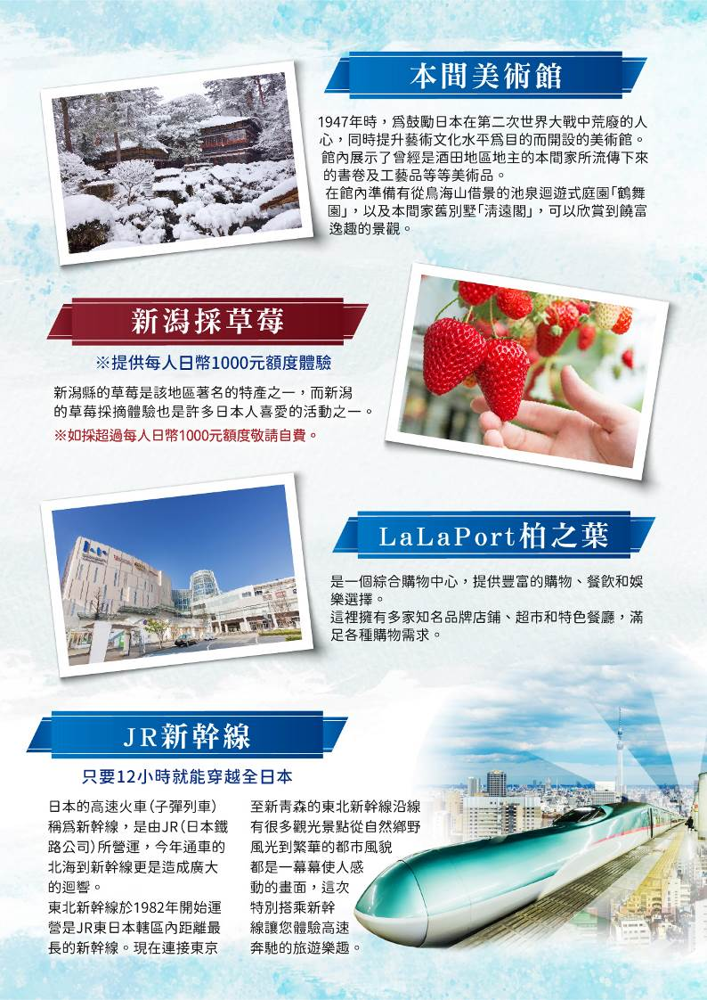 本間美術館
1947年時，爲鼓勵日本在第二次世界大戰中荒廢的人
心，同時提升藝術文化水平爲目的而開設的美術館。
館內展示了曾經是酒田地區地主的本間家所流傳下來
的書卷及工藝品等等美術品。
在館內準備有從鳥海山借景的池泉迴遊式庭園「鶴舞
園」，以及本間家舊別墅「清遠閣」，可以欣賞到饒富
逸趣的景觀。
新潟採草莓
※提供每人日幣1000元額度體驗
新潟縣的草莓是該地區著名的特產之一，而新潟
的草莓採摘體驗也是許多日本人喜愛的活動之一。
※如採超過每人日幣1000元額度敬請自費。
LaLaPort柏之葉
是一個綜合購物中心，提供豐富的購物、餐飲和娛
樂選擇。
這裡擁有多家知名品牌店鋪、超市和特色餐廳，滿
足各種購物需求。
JR新幹線
只要12小時就能穿越全日本
日本的高速火車（子彈列車）
稱爲新幹線，是由JR（日本鐵
路公司）所營運，今年通車的
北海到新幹線更是造成廣大
的迴響。
東北新幹線於1982年開始運
營是JR東日本轄區內距離最
長的新幹線。現在連接東京
至新青森的東北新幹線沿線
有很多觀光景點從自然鄉野
風光到繁華的都市風貌
都是一幕幕使人感
動的畫面，這次
特別搭乘新幹
線讓您體驗高速
奔馳的旅遊樂趣。